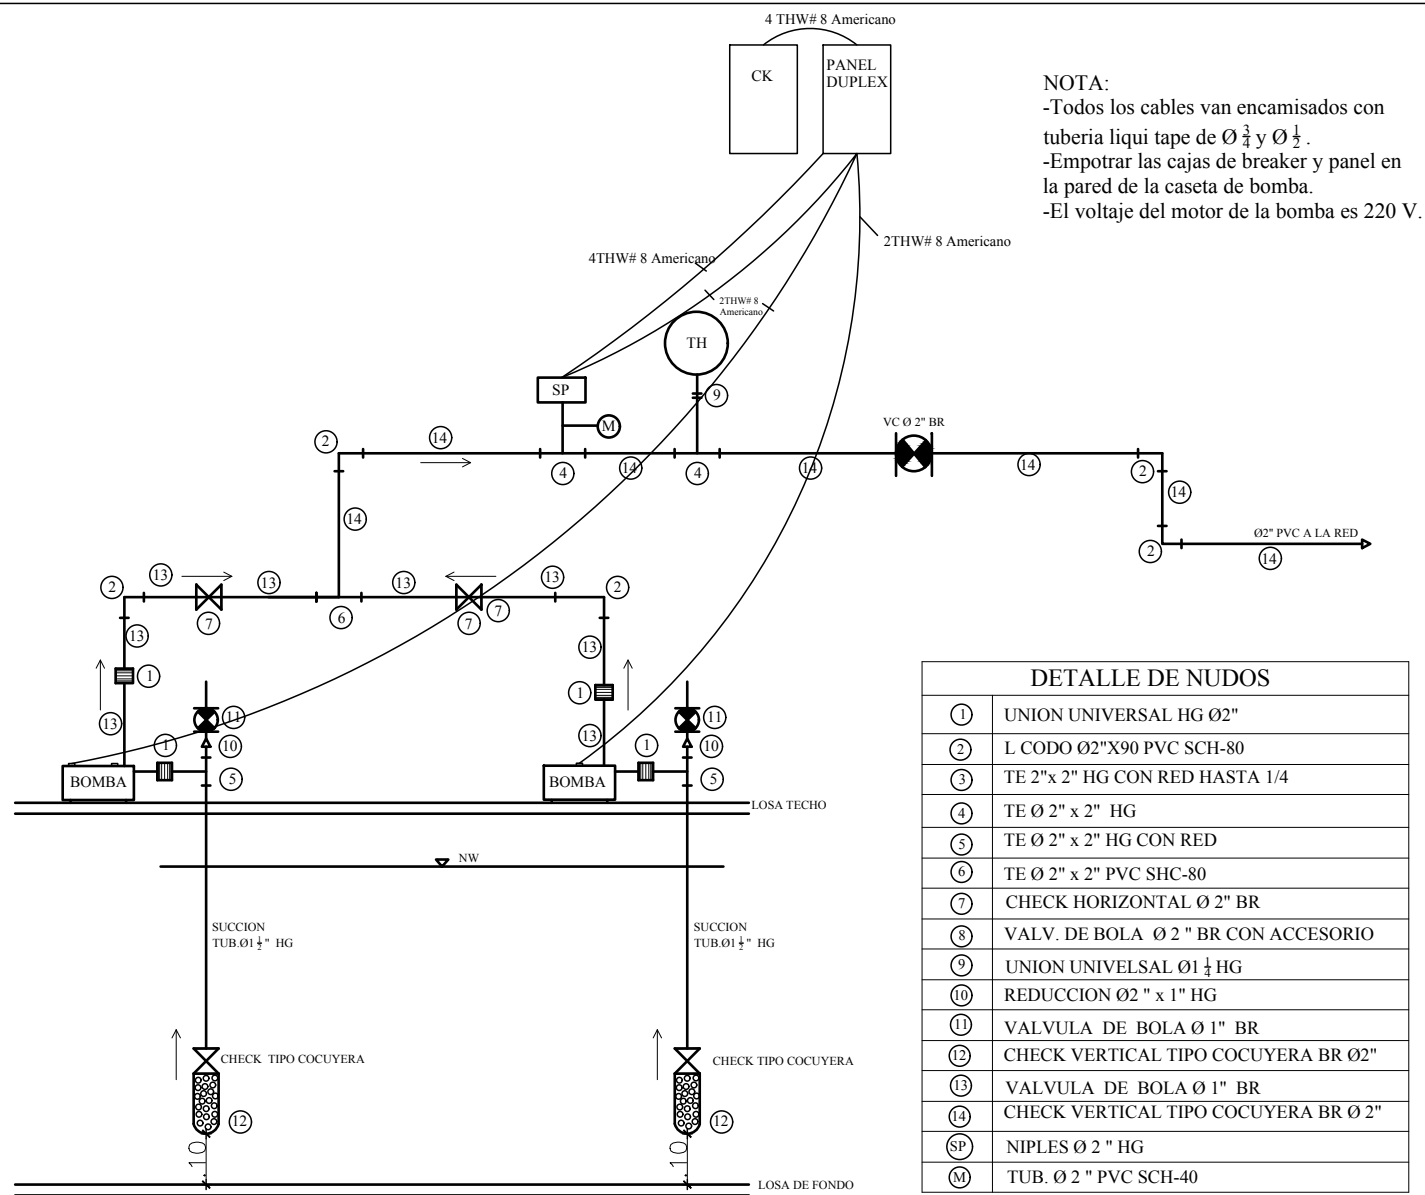 4 THW# 8 Americano
CK
PANEL
DUPLEX
NOTA:
-Todos los cables van encamisados con
tuberia liqui tape de Ø 3/4 y Ø 1/2 .
-Empotrar las cajas de breaker y panel en
la pared de la caseta de bomba.
-El voltaje del motor de la bomba es 220 V.
2THW# 8 Americano
4THW# 8 Americano
2THW# 8
Americano
TH
SP
9
M
VC Ø 2" BR
2
14
4
14
4
14
14
2
14
14
2
Ø2" PVC A LA RED
14
2
13
13
13
13
2
7
6
7
7
13
13
1
1
13
11
13
11
1
10
1
10
BOMBA
5
BOMBA
5
LOSA TECHO
NW
SUCCION
TUB.Ø1 1/2" HG
SUCCION
TUB.Ø1 1/2" HG
CHECK TIPO COCUYERA
CHECK TIPO COCUYERA
12
12
.10
.10
LOSA DE FONDO
DETALLE DE NUDOS
1 UNION UNIVERSAL HG Ø2"
2 L CODO Ø2"X90 PVC SCH-80
3 TE 2"x 2" HG CON RED HASTA 1/4
4 TE Ø 2" x 2" HG
5 TE Ø 2" x 2" HG CON RED
6 TE Ø 2" x 2" PVC SHC-80
7 CHECK HORIZONTAL Ø 2" BR
8 VALV. DE BOLA Ø 2 " BR CON ACCESORIO
9 UNION UNIVELSAL Ø1 1/4 HG
10 REDUCCION Ø2 " x 1" HG
11 VALVULA DE BOLA Ø 1" BR
12 CHECK VERTICAL TIPO COCUYERA BR Ø2"
13 VALVULA DE BOLA Ø 1" BR
14 CHECK VERTICAL TIPO COCUYERA BR Ø 2"
SP NIPLES Ø 2 " HG
M TUB. Ø 2 " PVC SCH-40